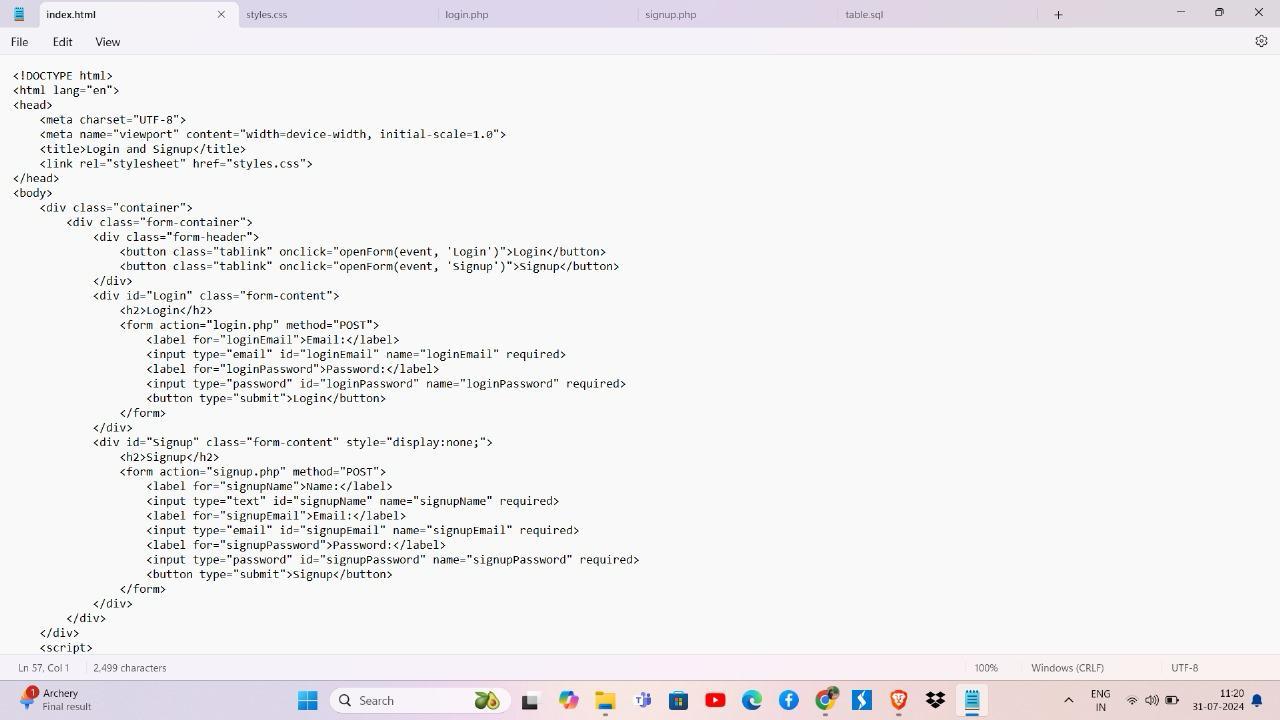 index.html
styles.css
login.php
signup.php
table.sql
File Edit View
<!DOCTYPE html>
<html lang="en">
<head>
    <meta charset="UTF-8">
    <meta name="viewport" content="width=device-width, initial-scale=1.0">
    <title>Login and Signup</title>
    <link rel="stylesheet" href="styles.css">
</head>
<body>
    <div class="container">
        <div class="form-container">
            <div class="form-header">
                <button class="tablink" onclick="openForm(event, 'Login')">Login</button>
                <button class="tablink" onclick="openForm(event, 'Signup')">Signup</button>
            </div>
            <div id="Login" class="form-content">
                <h2>Login</h2>
                <form action="login.php" method="POST">
                    <label for="loginEmail">Email:</label>
                    <input type="email" id="loginEmail" name="loginEmail" required>
                    <label for="loginPassword">Password:</label>
                    <input type="password" id="loginPassword" name="loginPassword" required>
                    <button type="submit">Login</button>
                </form>
            </div>
            <div id="Signup" class="form-content" style="display:none;">
                <h2>Signup</h2>
                <form action="signup.php" method="POST">
                    <label for="signupName">Name:</label>
                    <input type="text" id="signupName" name="signupName" required>
                    <label for="signupEmail">Email:</label>
                    <input type="email" id="signupEmail" name="signupEmail" required>
                    <label for="signupPassword">Password:</label>
                    <input type="password" id="signupPassword" name="signupPassword" required>
                    <button type="submit">Signup</button>
                </form>
            </div>
        </div>
    </div>
    <script>
Ln 57, Col 1
2,499 characters
100%
Windows (CRLF)
UTF-8
1
Archery
Final result
Search
ENG
IN
11:20
31-07-2024